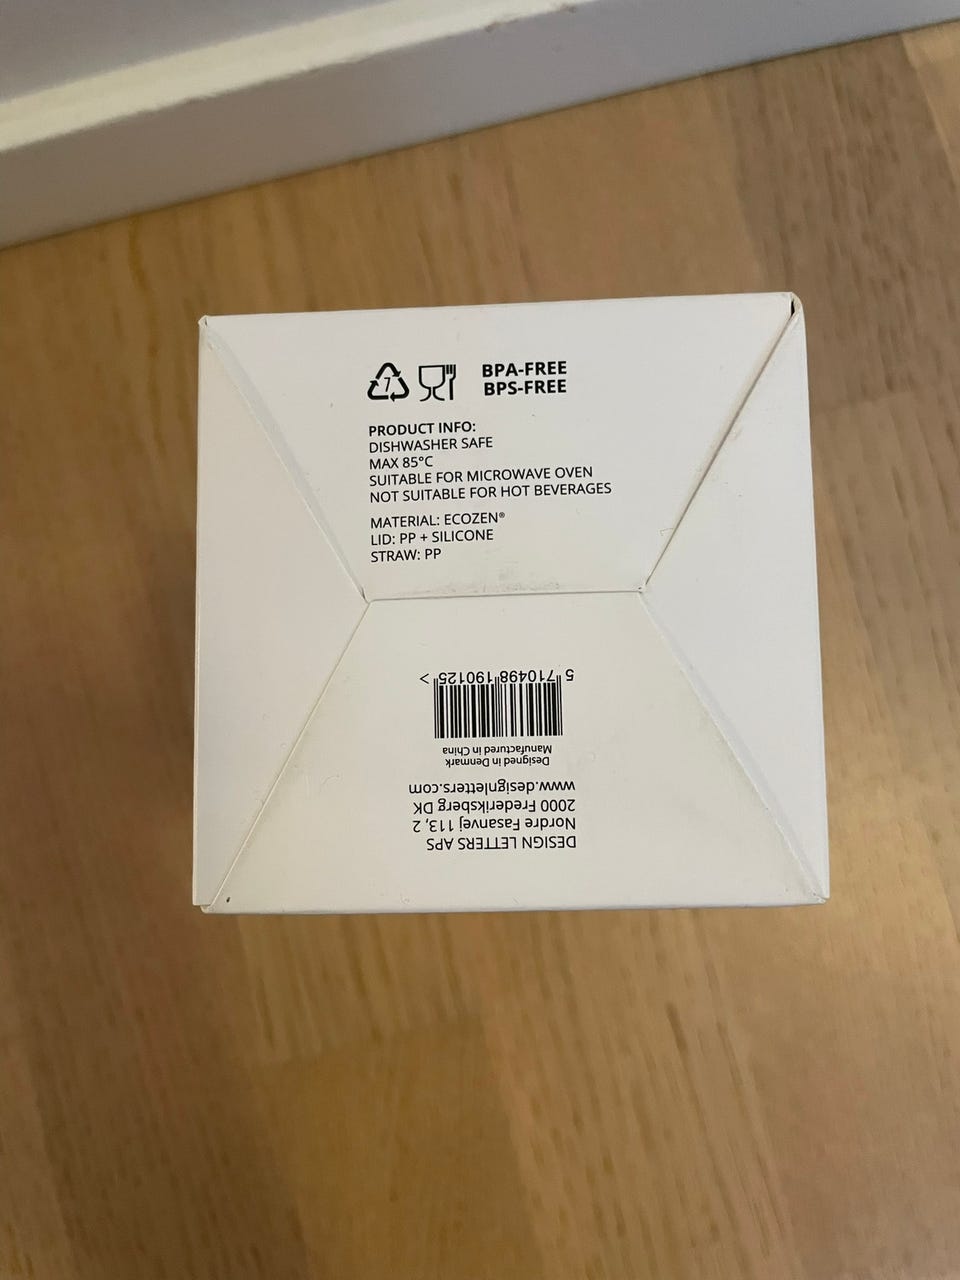 7
BPA-FREE
BPS-FREE
PRODUCT INFO:
DISHWASHER SAFE
MAX 85°C
SUITABLE FOR MICROWAVE OVEN
NOT SUITABLE FOR HOT BEVERAGES
MATERIAL: ECOZEN®
LID: PP + SILICONE
STRAW: PP
DESIGN LETTERS APS
Nordre Fasanvej 113, 2
2000 Frederiksberg DK
www.designletters.com
Designed in Denmark
Manufactured in China
5 710498 190125 >